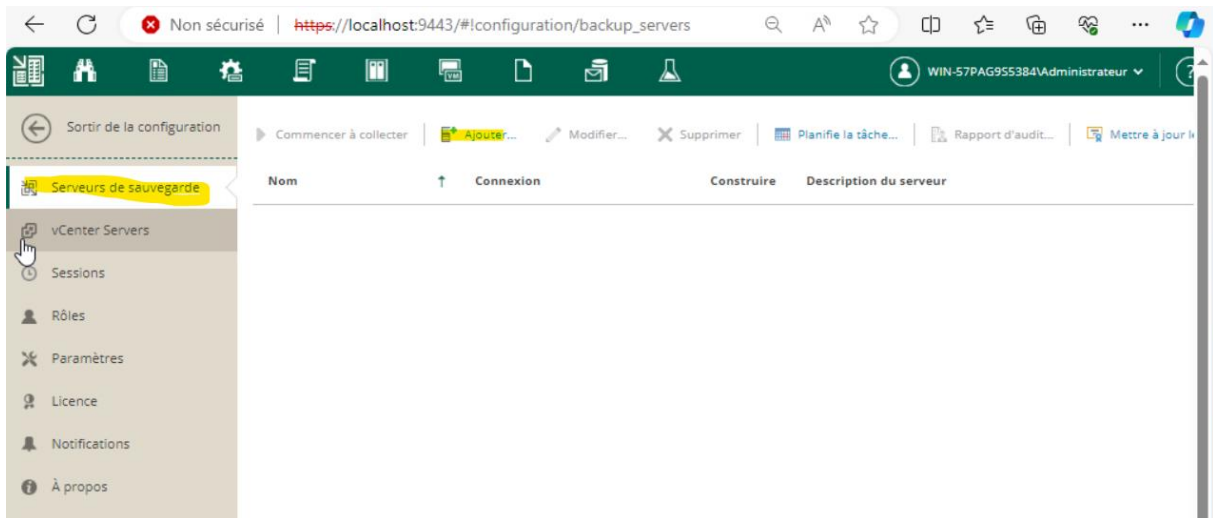 Non sécurisé https://localhost:9443/#!configuration/backup_servers
WIN-57PAG9S5384\Administrateur
Sortir de la configuration
Commencer à collecter Ajouter... Modifier... Supprimer Planifie la tâche... Rapport d'audit... Mettre à jour
Serveurs de sauvegarde
Nom Connexion Construire Description du serveur
vCenter Servers
Sessions
Rôles
Paramètres
Licence
Notifications
À propos